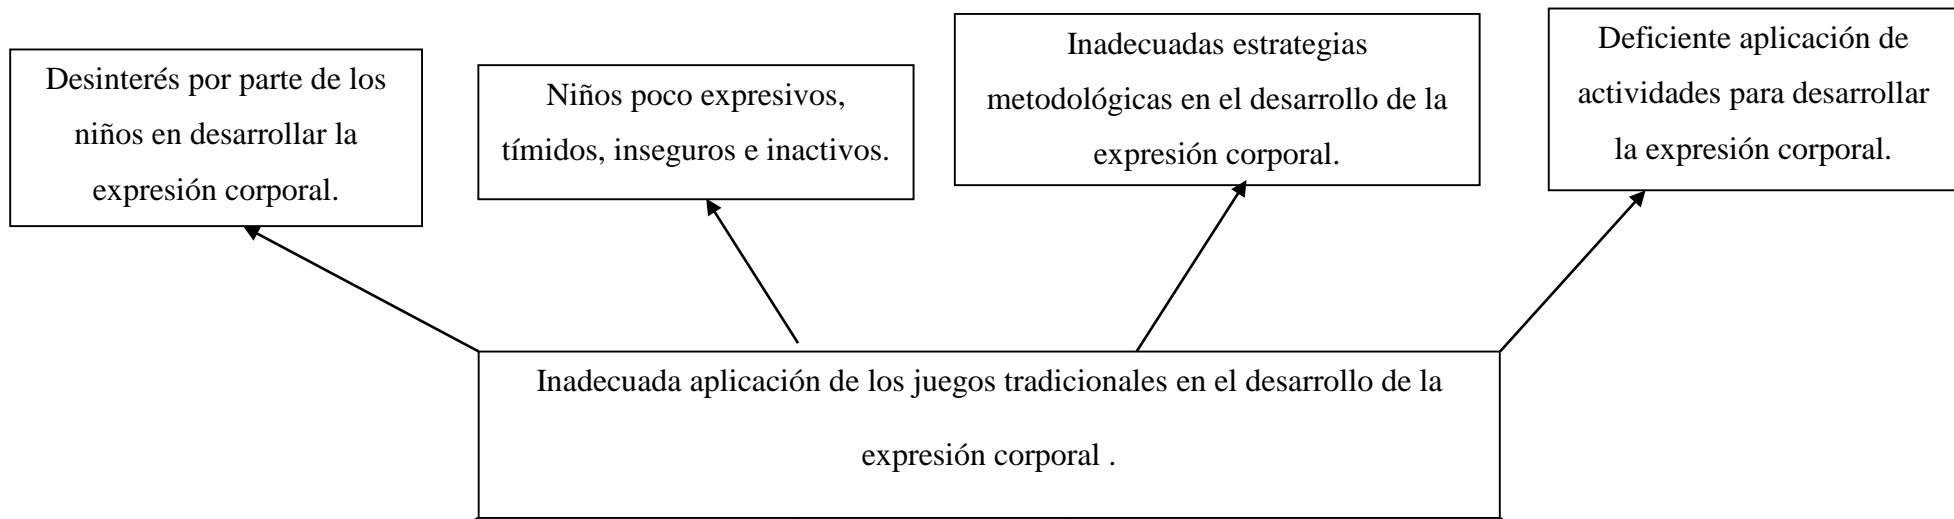 Desinterés por parte de los
niños en desarrollar la
expresión corporal.
Niños poco expresivos,
tímidos, inseguros e inactivos.
Inadecuadas estrategias
metodológicas en el desarrollo de la
expresión corporal.
Deficiente aplicación de
actividades para desarrollar
la expresión corporal.
Inadecuada aplicación de los juegos tradicionales en el desarrollo de la
expresión corporal .